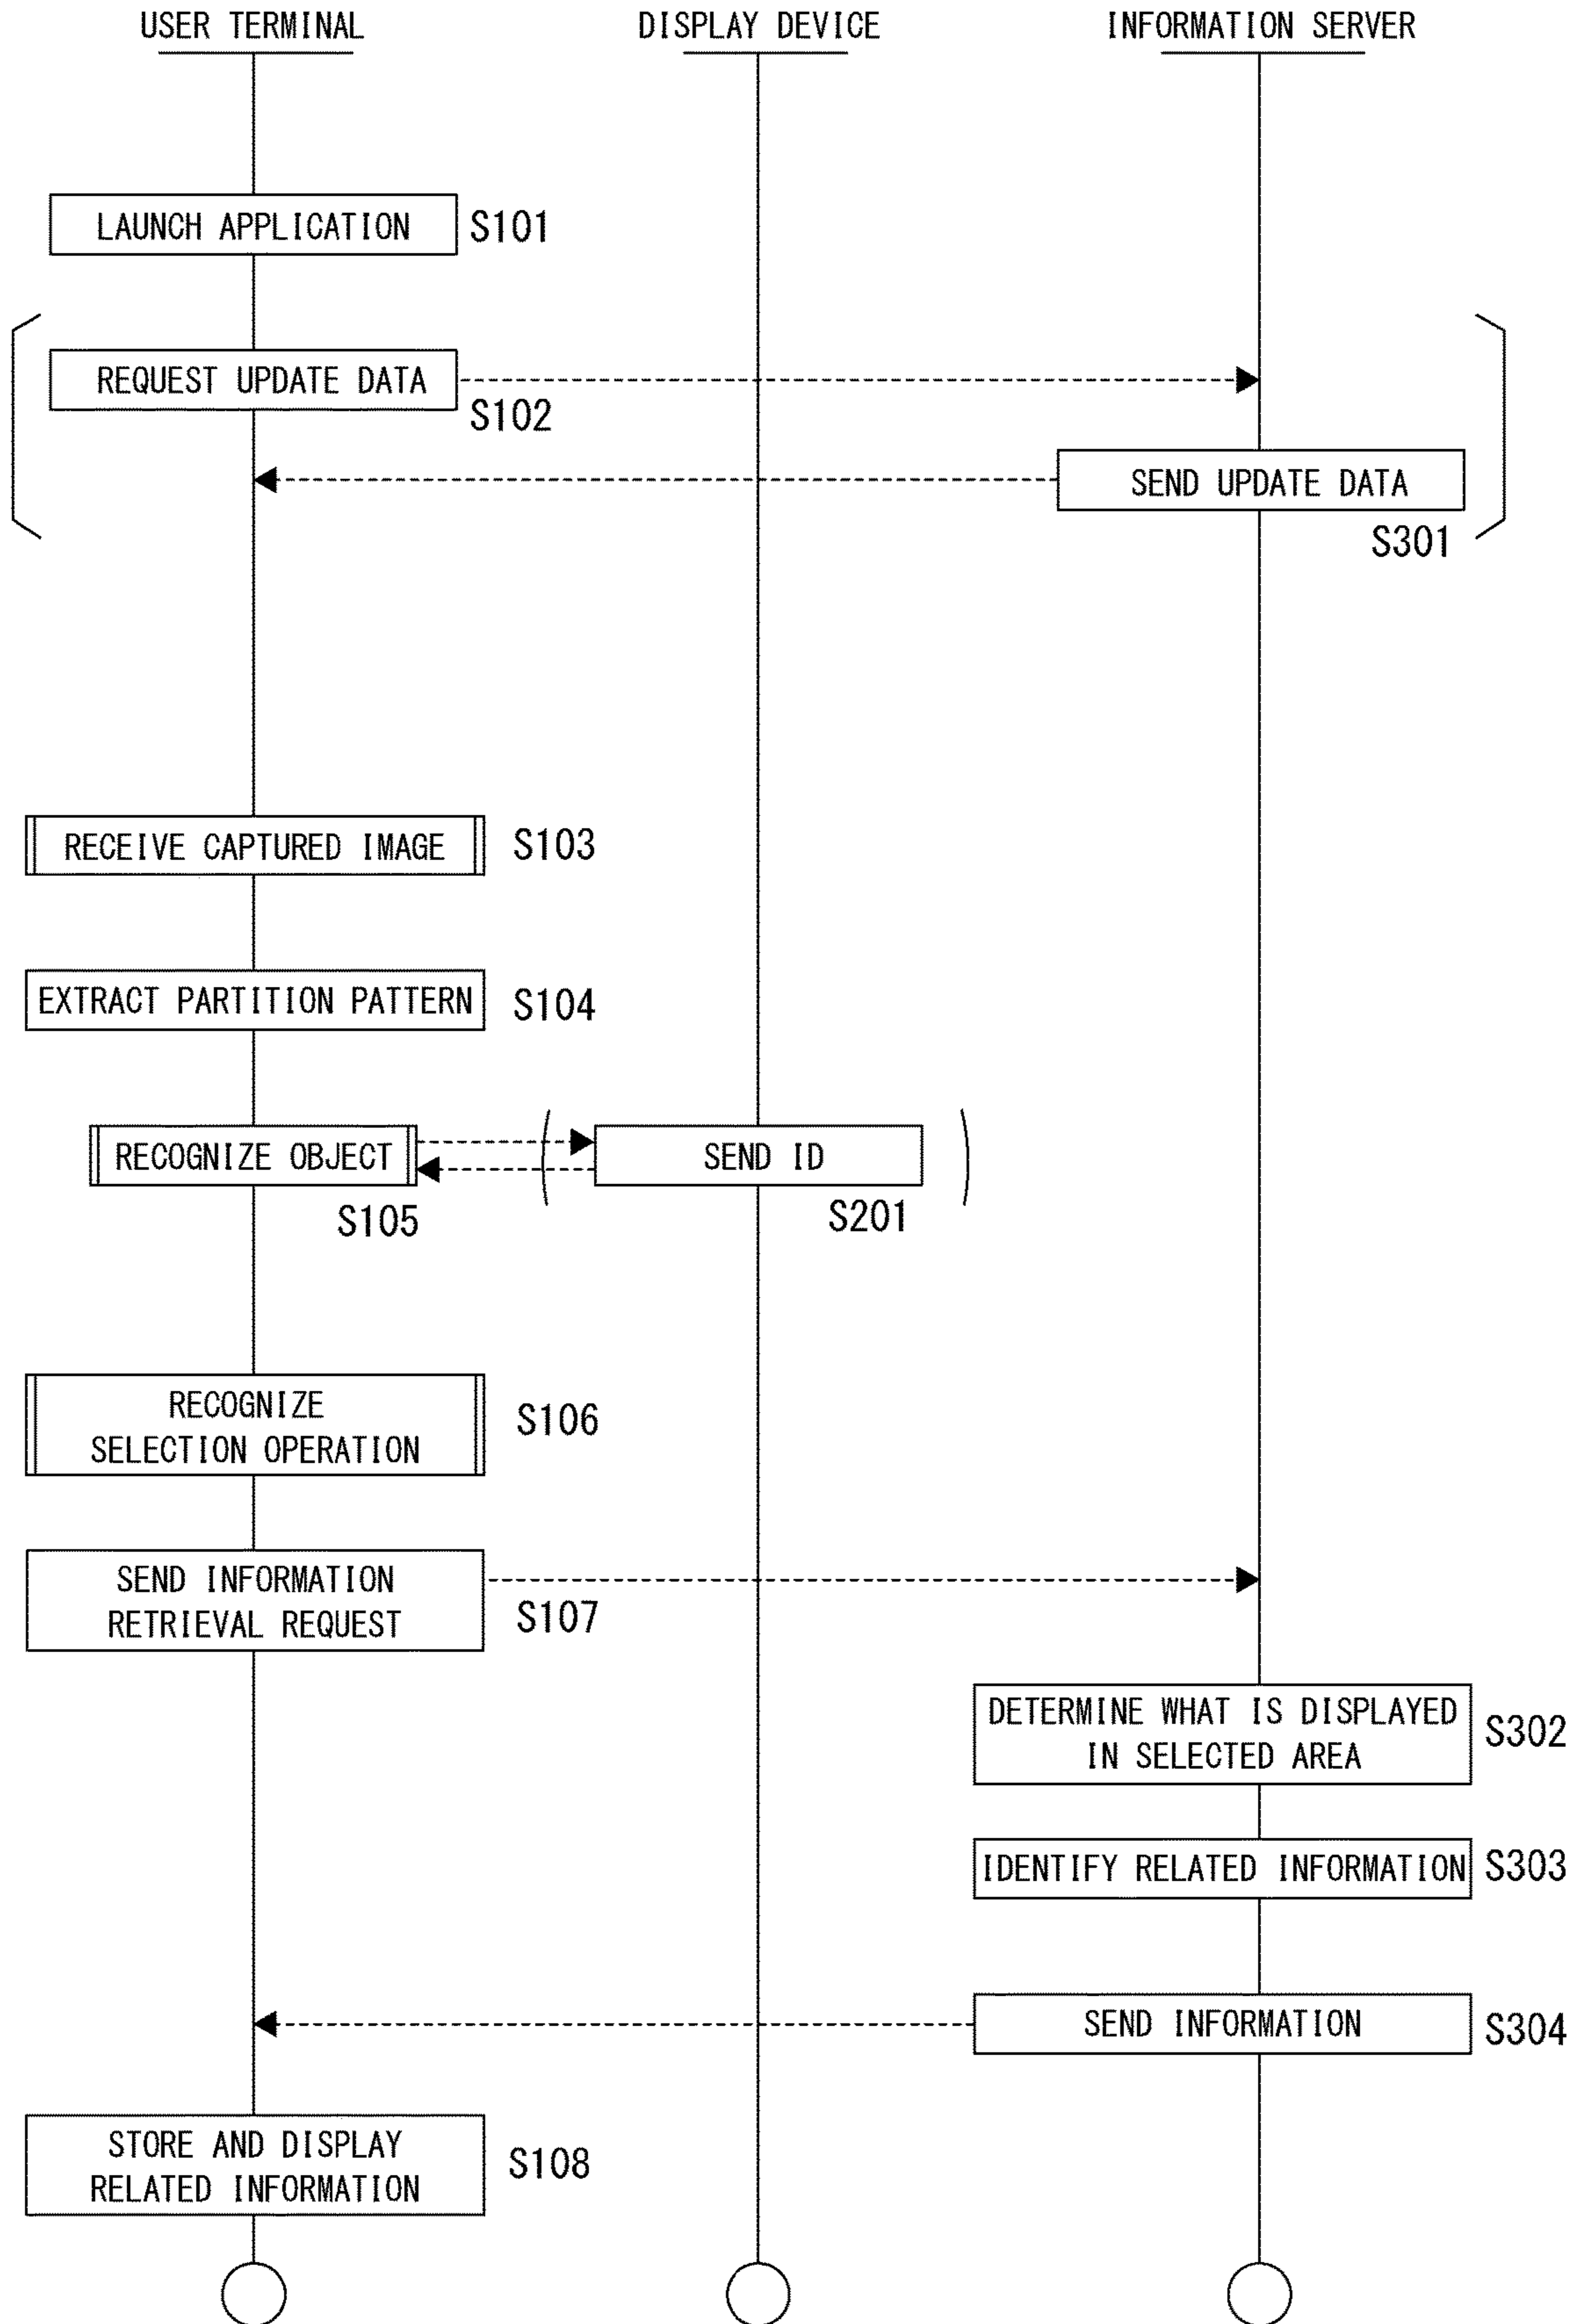 USER TERMINAL
DISPLAY DEVICE
INFORMATION SERVER
LAUNCH APPLICATION
S101
REQUEST UPDATE DATA
S102
SEND UPDATE DATA
S301
RECEIVE CAPTURED IMAGE
S103
EXTRACT PARTITION PATTERN
S104
RECOGNIZE OBJECT
S105
SEND ID
S201
RECOGNIZE
SELECTION OPERATION
S106
SEND INFORMATION
RETRIEVAL REQUEST
S107
DETERMINE WHAT IS DISPLAYED
IN SELECTED AREA
S302
IDENTIFY RELATED INFORMATION
S303
SEND INFORMATION
S304
STORE AND DISPLAY
RELATED INFORMATION
S108